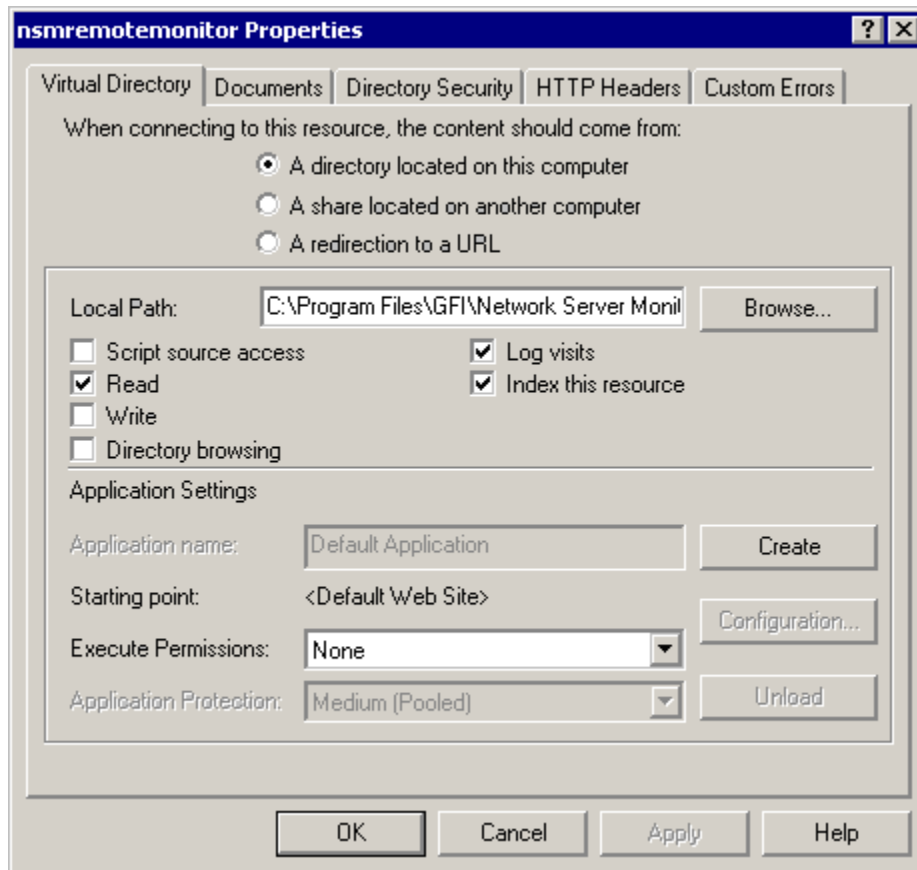 nsmremotemonitor Properties
Virtual Directory Documents Directory Security HTTP Headers Custom Errors
When connecting to this resource, the content should come from:
A directory located on this computer
A share located on another computer
A redirection to a URL
Local Path: C:\Program Files\GFI\Network Server Monit Browse...
Script source access Log visits
Read Index this resource
Write
Directory browsing
Application Settings
Application name: Default Application Create
Starting point: <Default Web Site>
Configuration...
Execute Permissions: None
Application Protection: Medium (Pooled) Unload
OK Cancel Apply Help